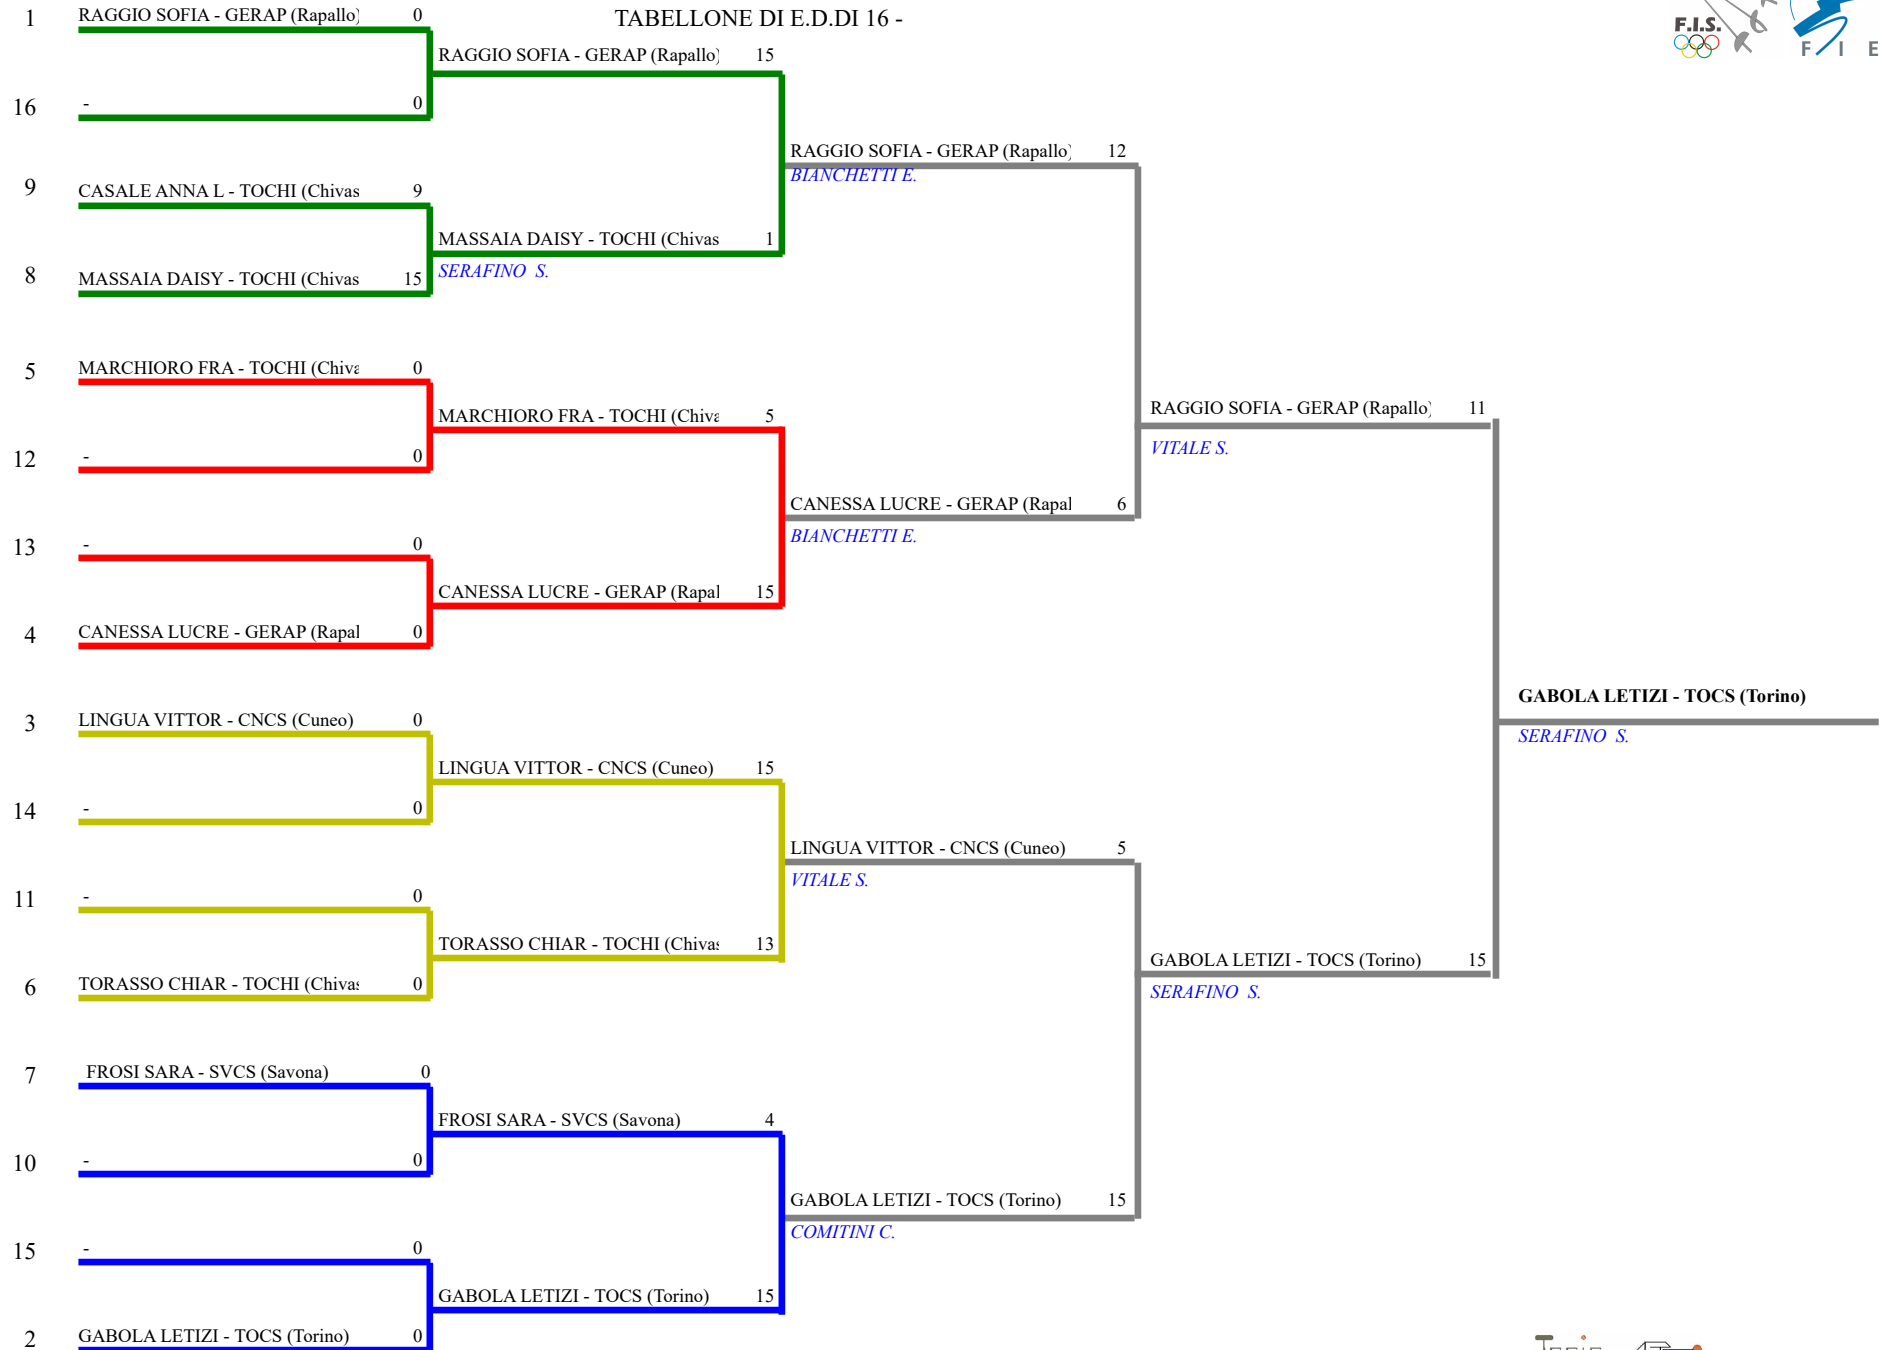 TABELLONE DI E.D.DI 16 -
F.I.S.
F I E
1 RAGGIO SOFIA - GERAP (Rapallo) 0
RAGGIO SOFIA - GERAP (Rapallo) 15
16 - 0
RAGGIO SOFIA - GERAP (Rapallo) 12
BIANCHETTI E.
9 CASALE ANNA L - TOCHI (Chivas 9
MASSAIA DAISY - TOCHI (Chivas 1
SERAFINO S.
8 MASSAIA DAISY - TOCHI (Chivas 15
5 MARCHIORO FRA - TOCHI (Chiva 0
RAGGIO SOFIA - GERAP (Rapallo) 11
VITALE S.
MARCHIORO FRA - TOCHI (Chiva 5
12 - 0
CANESSA LUCRE - GERAP (Rapal 6
BIANCHETTI E.
13 - 0
CANESSA LUCRE - GERAP (Rapal 15
4 CANESSA LUCRE - GERAP (Rapal 0
GABOLA LETIZI - TOCS (Torino)
SERAFINO S.
3 LINGUA VITTOR - CNCS (Cuneo) 0
LINGUA VITTOR - CNCS (Cuneo) 15
14 - 0
LINGUA VITTOR - CNCS (Cuneo) 5
VITALE S.
11 - 0
TORASSO CHIAR - TOCHI (Chivas 13
GABOLA LETIZI - TOCS (Torino) 15
SERAFINO S.
6 TORASSO CHIAR - TOCHI (Chivas 0
7 FROSI SARA - SVCS (Savona) 0
FROSI SARA - SVCS (Savona) 4
10 - 0
GABOLA LETIZI - TOCS (Torino) 15
COMITINI C.
15 - 0
GABOLA LETIZI - TOCS (Torino) 15
2 GABOLA LETIZI - TOCS (Torino) 0